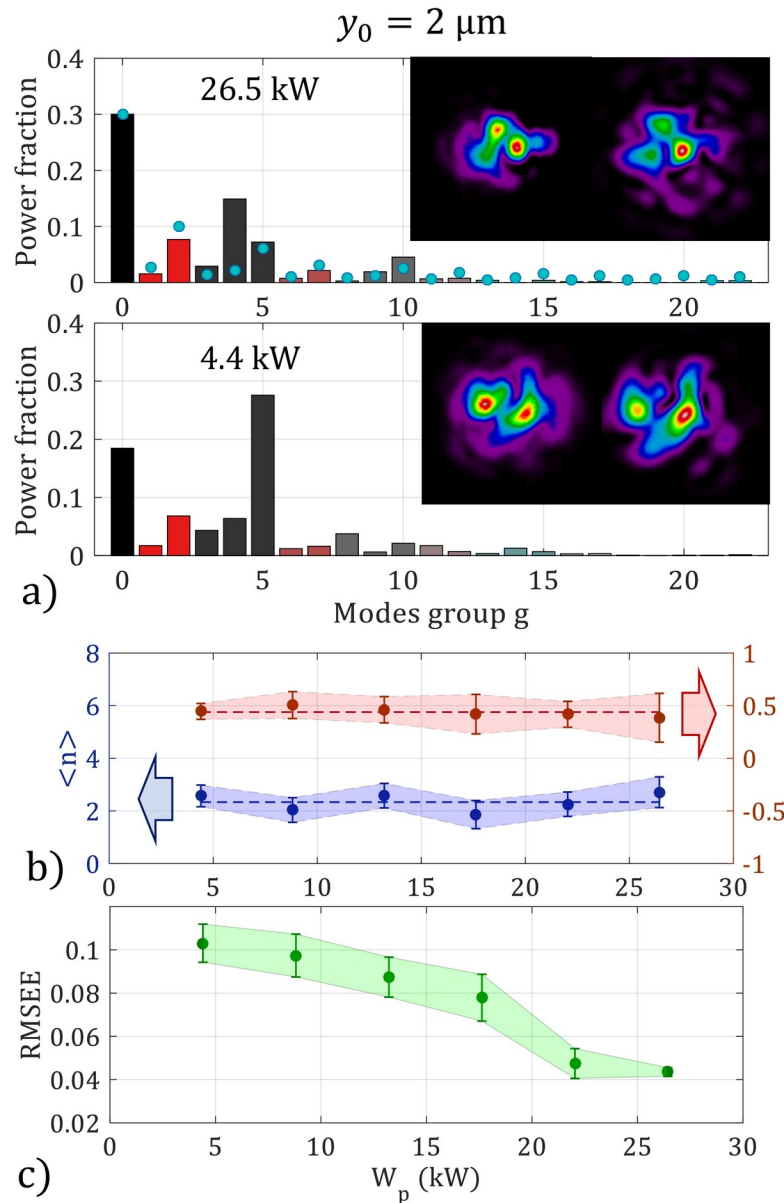 y₀ = 2 μm
0.4
0.3
0.2
0.1
0
Power fraction
26.5 kW
0 5 10 15 20
0.4
0.3
0.2
0.1
0
Power fraction
4.4 kW
0 5 10 15 20
Modes group g
a)
8
6
4
2
0
<n>
1
0.5
0
-0.5
-1
0 5 10 15 20 25 30
b)
0.1
0.08
0.06
0.04
0.02
RMSEE
0 5 10 15 20 25 30
W_p (kW)
c)